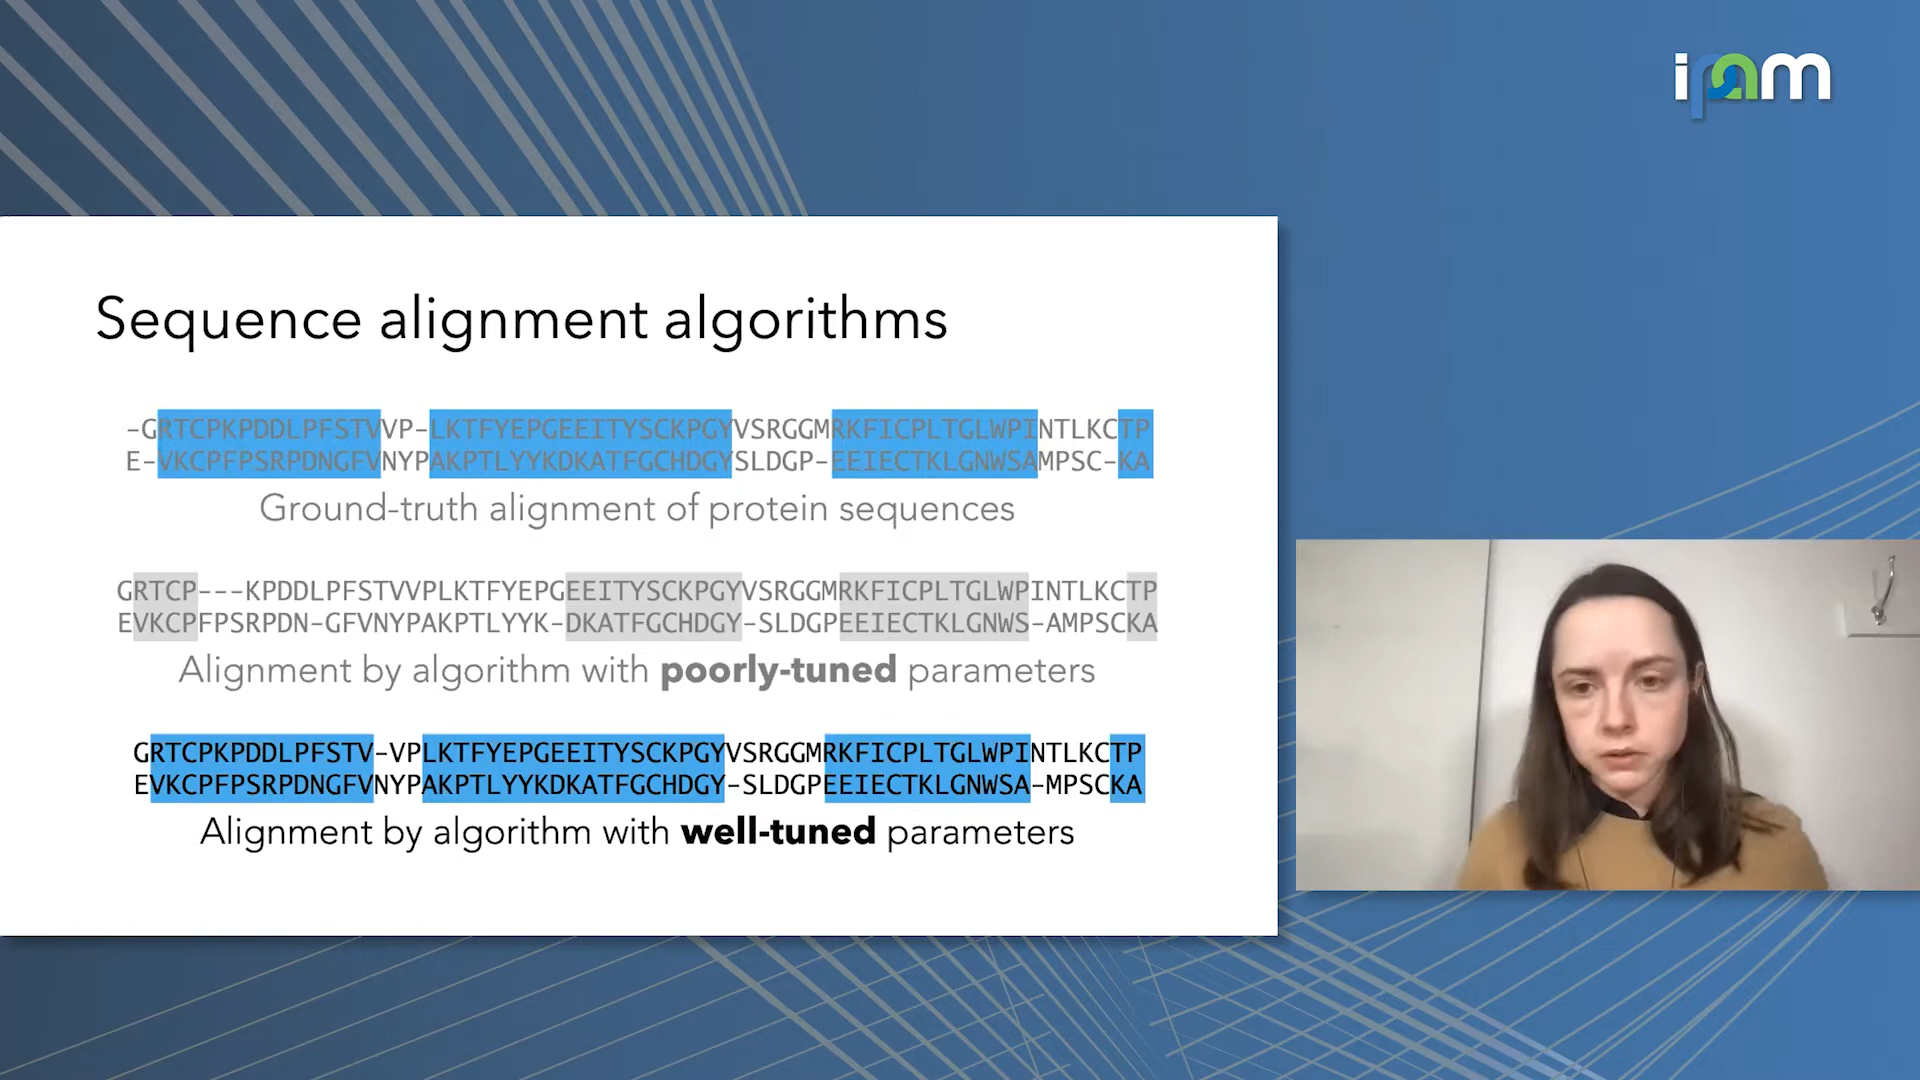 ipam
Sequence alignment algorithms
-GRTCPKPDDLPFSTVVP-LKTFYEPGEEITYSCKPGYVSRGGMRKFICPLTGLWPINTLKCTP
E-VKCPFPSRPDNGFVNYPAKPTLYYKDKATFGCHDGYSLDGP-EEIECTKLGNWSAMPSC-KA
Ground-truth alignment of protein sequences
GRTCP---KPDDLPFSTVVPLKTFYEPGEEITYSCKPGYVSRGGMRKFICPLTGLWPINTLKCTP
EVKCPFPSRPDN-GFVNYPAKPTLYYK-DKATFGCHDGY-SLDGPEEIECTKLGNWS-AMPSCKA
Alignment by algorithm with poorly-tuned parameters
GRTCPKPDDLPFSTV-VPLKTFYEPGEEITYSCKPGYVSRGGMRKFICPLTGLWPINTLKCTP
EVKCPFPSRPDNGFVNYPAKPTLYYKDKATFGCHDGY-SLDGPEEIECTKLGNWSA-MPSCKA
Alignment by algorithm with well-tuned parameters